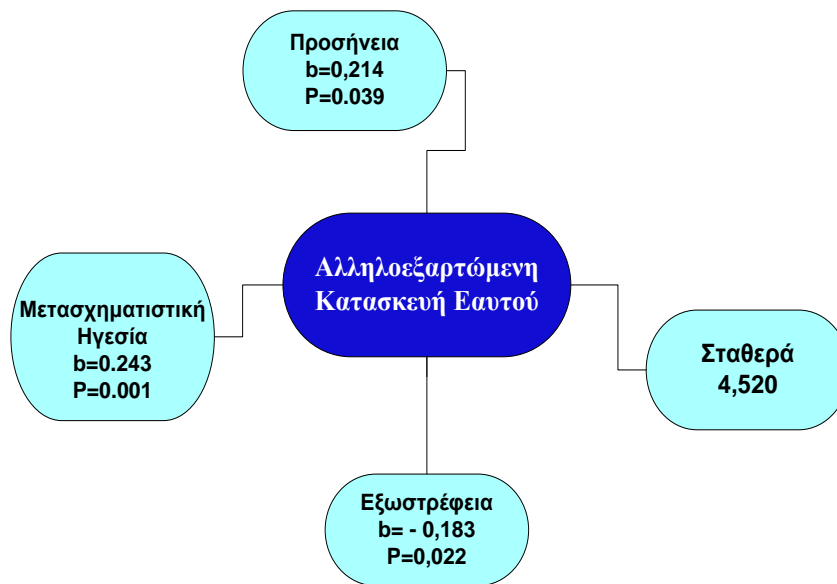 Προσήνεια
b=0,214
P=0.039
Αλληλοεξαρτώμενη
Κατασκευή Εαυτού
Μετασχηματιστική
Ηγεσία
b=0.243
P=0.001
Σταθερά
4,520
Εξωστρέφεια
b= - 0,183
P=0,022